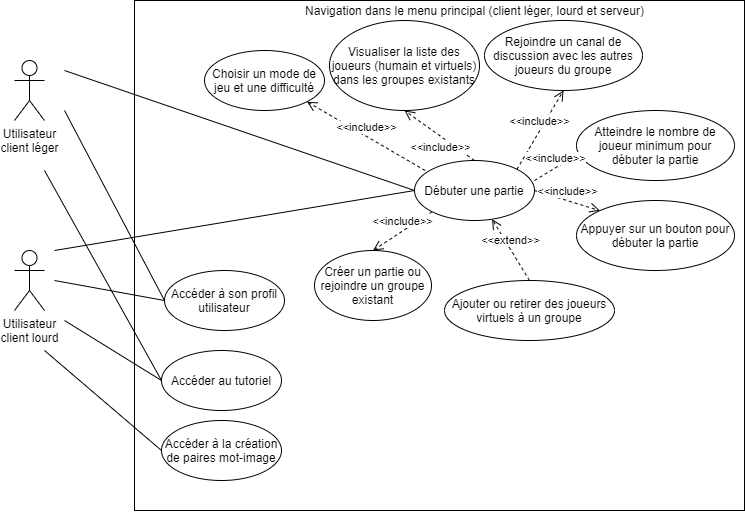 Navigation dans le menu principal (client léger, lourd et serveur)
Choisir un mode de
jeu et une difficulté
Visualiser la liste des
joueurs (humain et virtuels)
dans les groupes existants
Rejoindre un canal de
discussion avec les autres
joueurs du groupe
Utilisateur
client léger
<<include>>
<<include>>
<<include>>
Atteindre le nombre de
joueur minimum pour
débuter la partie
<<include>>
Débuter une partie
<<include>>
Appuyer sur un bouton pour
débuter la partie
<<include>>
<<extend>>
Créer un partie ou
rejoindre un groupe
existant
Ajouter ou retirer des joueurs
virtuels à un groupe
Utilisateur
client lourd
Accéder à son profil
utilisateur
Accéder au tutoriel
Accéder à la création
de paires mot-image